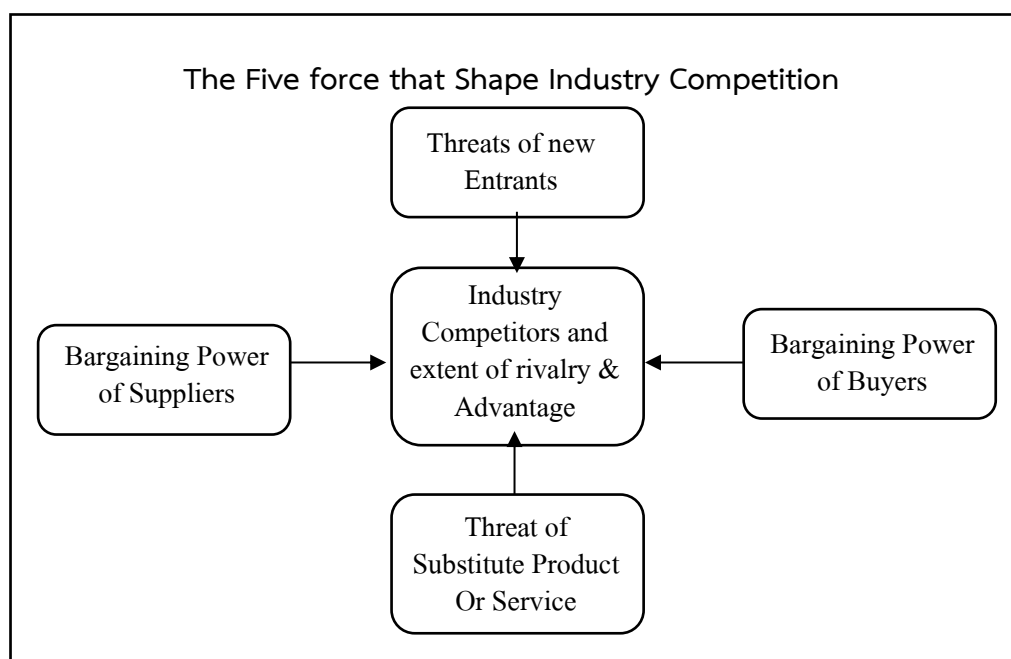 The Five force that Shape Industry Competition
Threats of new
Entrants
Industry
Competitors and
extent of rivalry &
Advantage
Bargaining Power
of Suppliers
Bargaining Power
of Buyers
Threat of
Substitute Product
Or Service